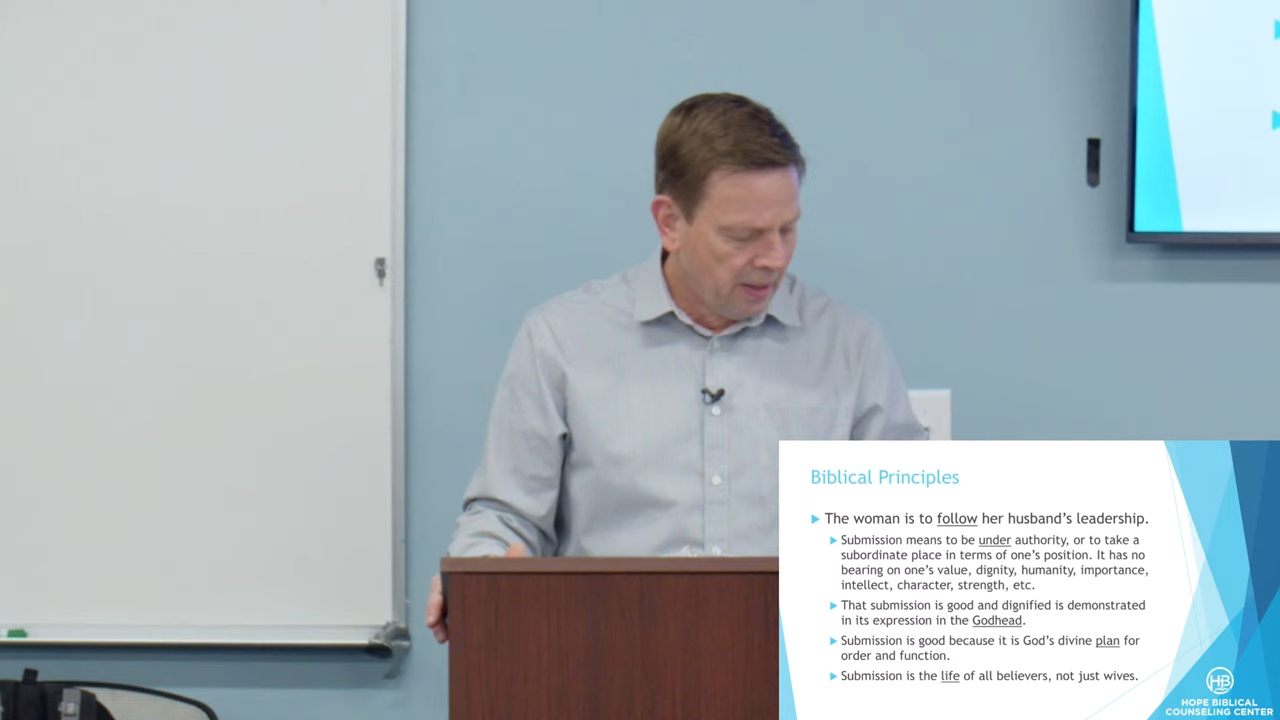 Biblical Principles
The woman is to follow her husband's leadership.
Submission means to be under authority, or to take a
subordinate place in terms of one's position. It has no
bearing on one's value, dignity, humanity, importance,
intellect, character, strength, etc.
That submission is good and dignified is demonstrated
in its expression in the Godhead.
Submission is good because it is God's divine plan for
order and function.
Submission is the life of all believers, not just wives.
HB
HOPE BIBLICAL
COUNSELING CENTER